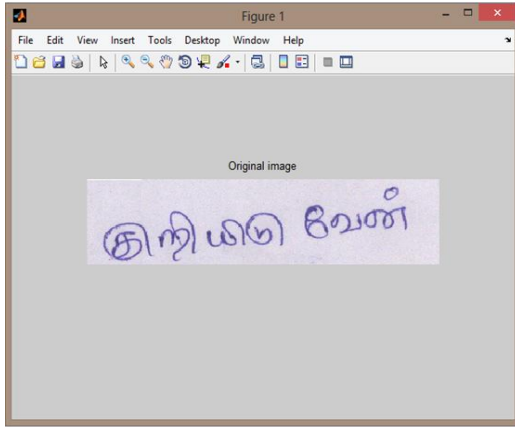 Figure 1
File Edit View Insert Tools Desktop Window Help
Original image
குறியிடு வேண்